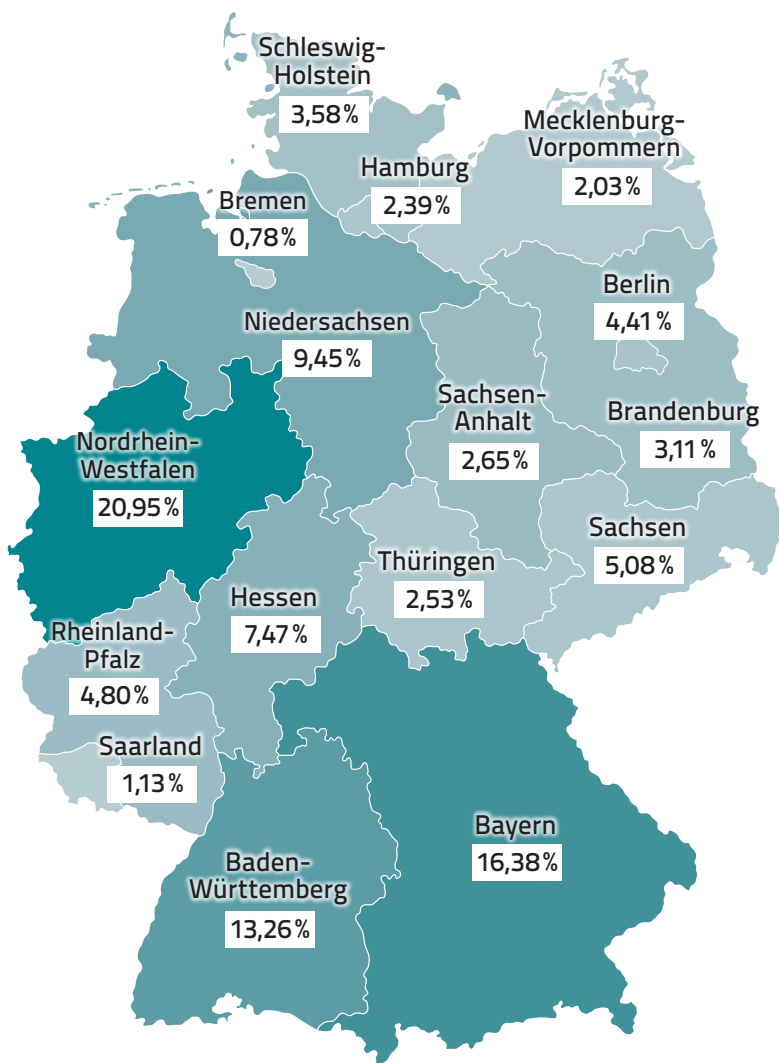 Schleswig-
Holstein
3,58 %
Mecklenburg-
Vorpommern
2,03 %
Hamburg
2,39 %
Bremen
0,78 %
Berlin
4,41 %
Niedersachsen
9,45 %
Sachsen-
Anhalt
2,65 %
Brandenburg
3,11 %
Nordrhein-
Westfalen
20,95 %
Sachsen
5,08 %
Thüringen
2,53 %
Hessen
7,47 %
Rheinland-
Pfalz
4,80 %
Saarland
1,13 %
Bayern
16,38 %
Baden-
Württemberg
13,26 %